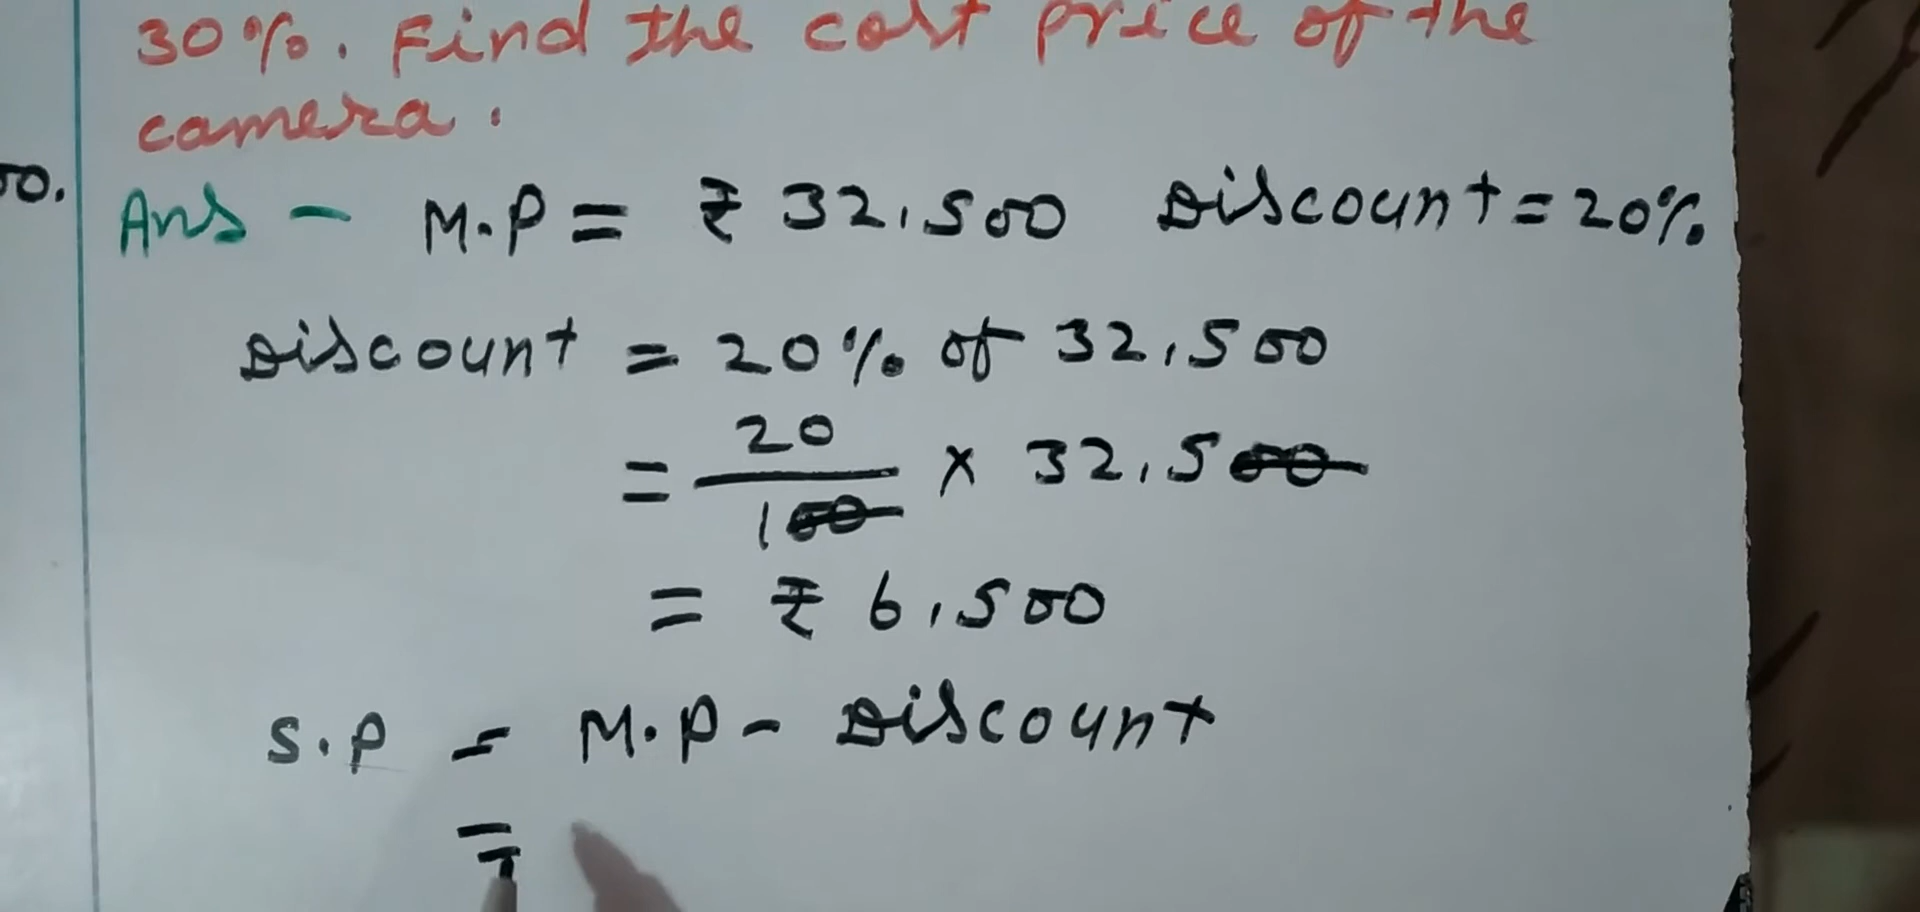 30%. Find the cost price of the
camera.
00.
Ans - M.P = ₹ 32,500 Discount = 20%
Discount = 20% of 32,500
= 20/100 × 32,500
= ₹ 6,500
S.P = M.P - Discount
=